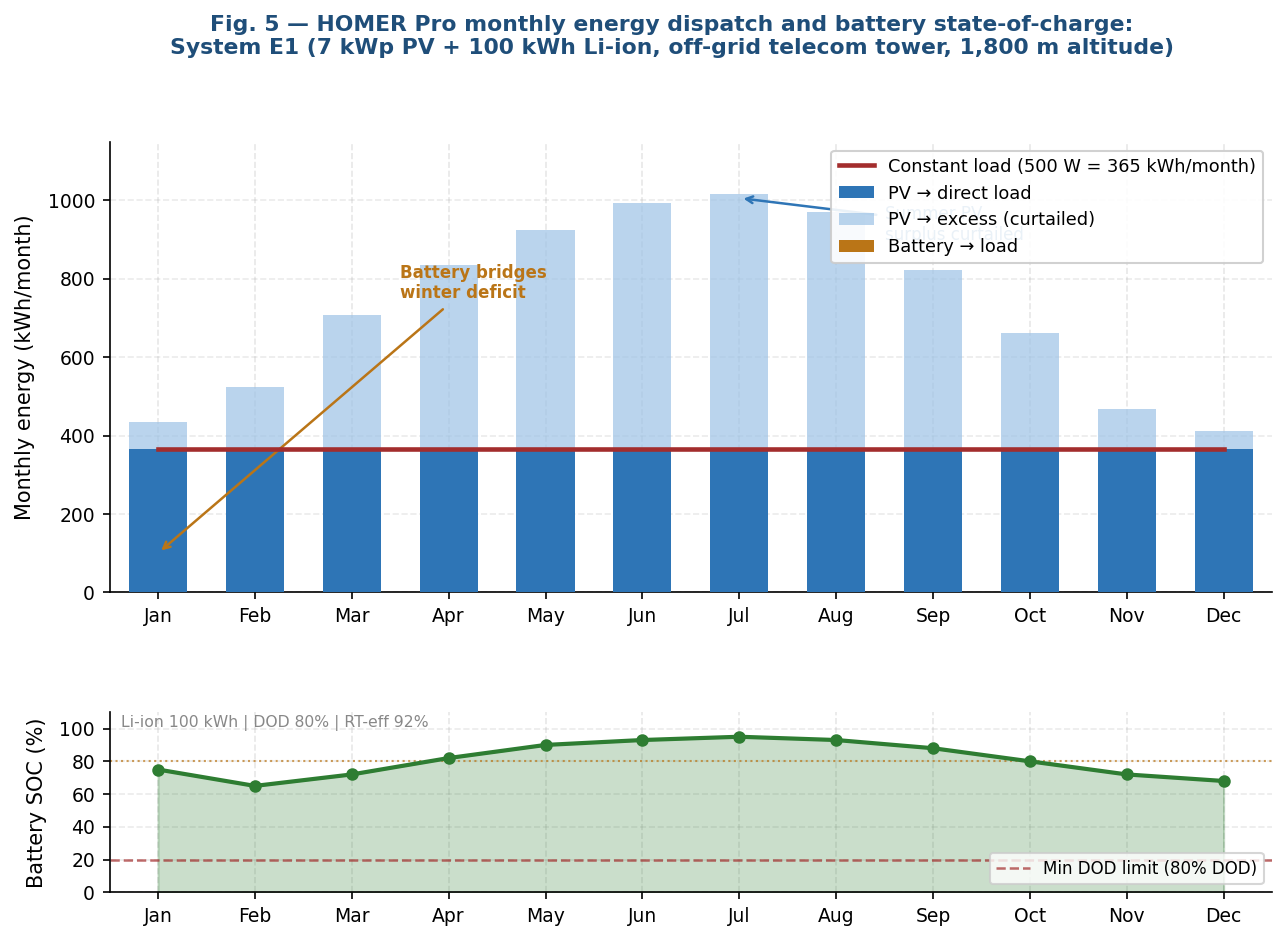 Fig. 5 — HOMER Pro monthly energy dispatch and battery state-of-charge:
System E1 (7 kWp PV + 100 kWh Li-ion, off-grid telecom tower, 1,800 m altitude)
Monthly energy (kWh/month)
1000
800
600
400
200
0
Constant load (500 W = 365 kWh/month)
PV → direct load
PV → excess (curtailed)
Battery → load
surplus curtailed
Battery bridges
winter deficit
Jan Feb Mar Apr May Jun Jul Aug Sep Oct Nov Dec
Battery SOC (%)
100
80
60
40
20
0
Li-ion 100 kWh | DOD 80% | RT-eff 92%
Min DOD limit (80% DOD)
Jan Feb Mar Apr May Jun Jul Aug Sep Oct Nov Dec